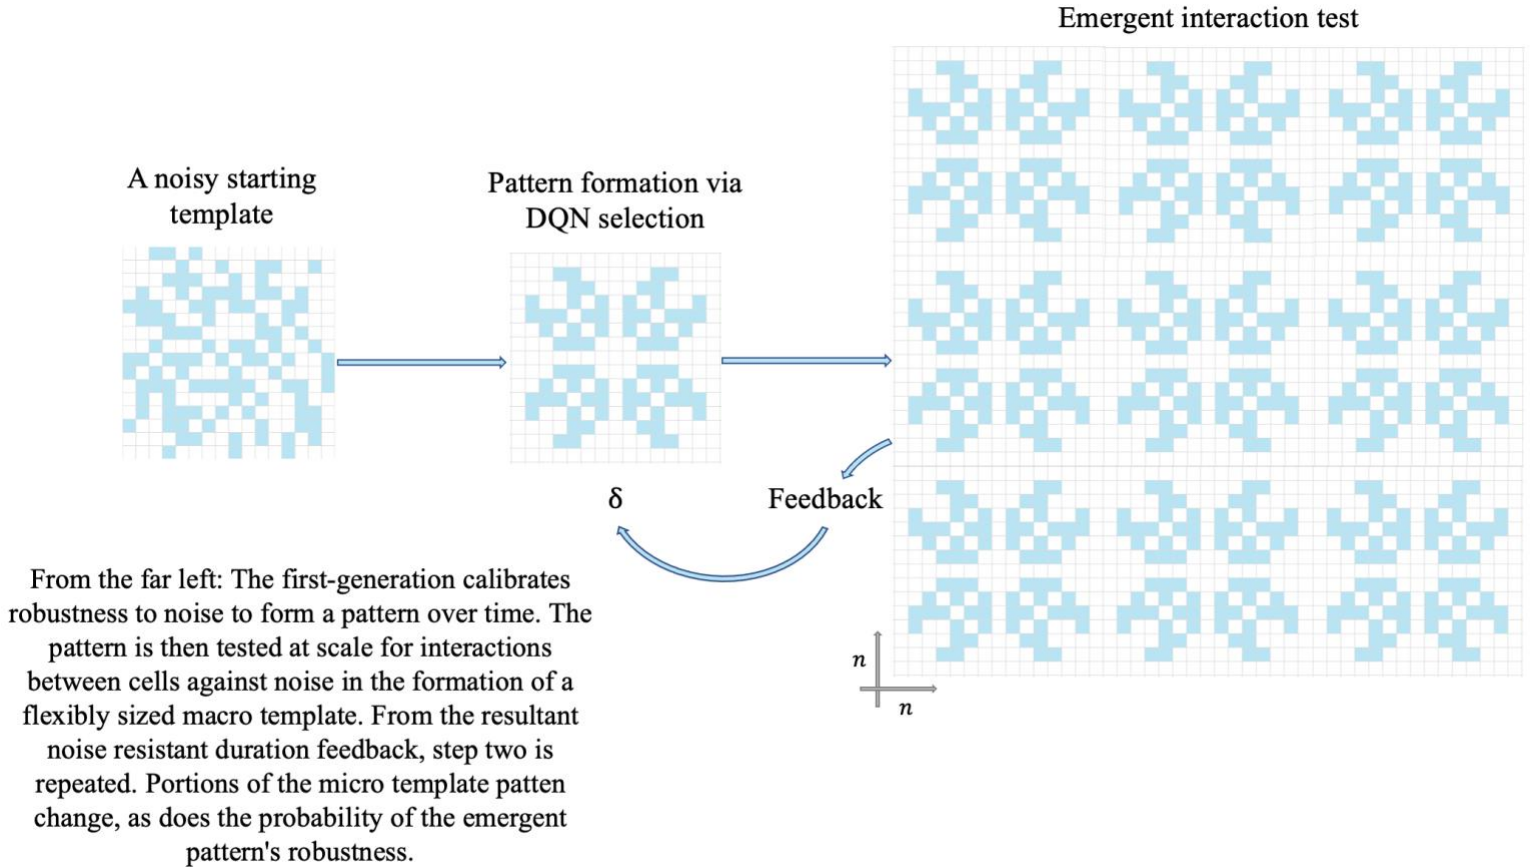 Emergent interaction test
A noisy starting
template
Pattern formation via
DQN selection
δ
Feedback
From the far left: The first-generation calibrates
robustness to noise to form a pattern over time. The
pattern is then tested at scale for interactions
between cells against noise in the formation of a
flexibly sized macro template. From the resultant
noise resistant duration feedback, step two is
repeated. Portions of the micro template patten
change, as does the probability of the emergent
pattern's robustness.
n
n